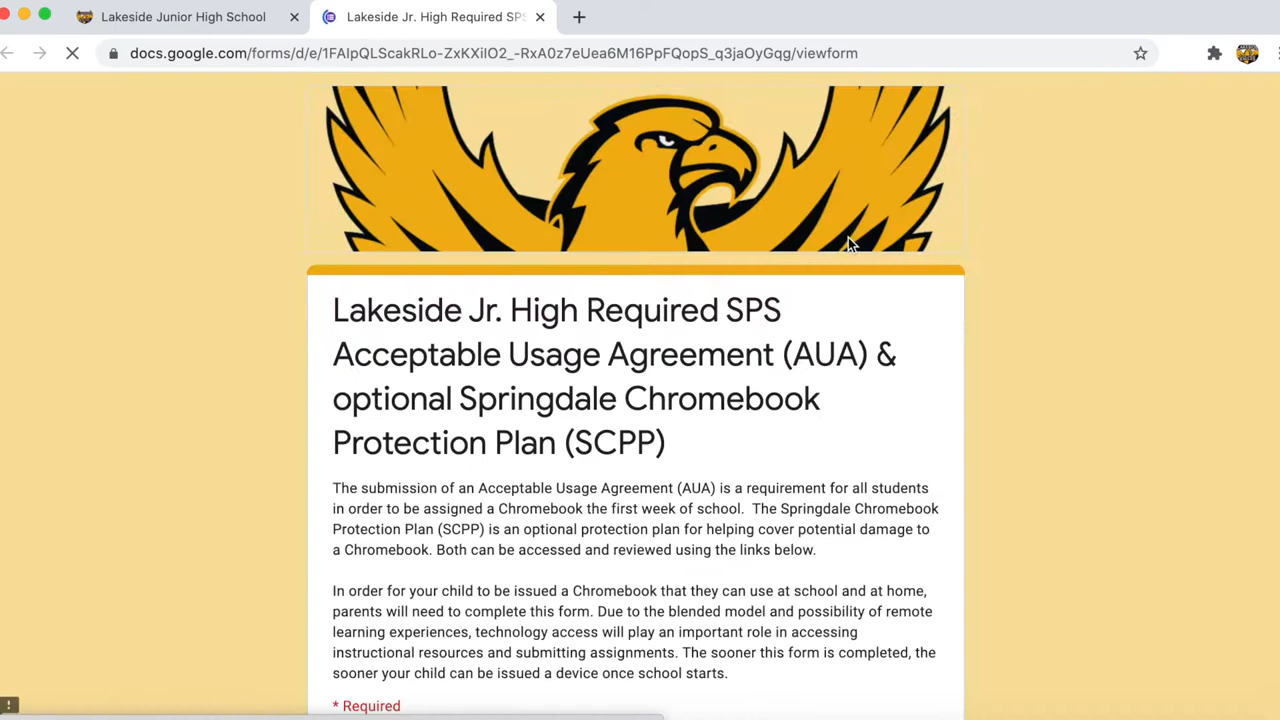 Lakeside Junior High School
Lakeside Jr. High Required SPS
docs.google.com/forms/d/e/1FAIpQLScakRLo-ZxKXiIO2_-RxA0z7eUea6M16PpFQopS_q3jaOyGqg/viewform
Lakeside Jr. High Required SPS
Acceptable Usage Agreement (AUA) &
optional Springdale Chromebook
Protection Plan (SCPP)
The submission of an Acceptable Usage Agreement (AUA) is a requirement for all students
in order to be assigned a Chromebook the first week of school.  The Springdale Chromebook
Protection Plan (SCPP) is an optional protection plan for helping cover potential damage to
a Chromebook. Both can be accessed and reviewed using the links below.
In order for your child to be issued a Chromebook that they can use at school and at home,
parents will need to complete this form. Due to the blended model and possibility of remote
learning experiences, technology access will play an important role in accessing
instructional resources and submitting assignments. The sooner this form is completed, the
sooner your child can be issued a device once school starts.
* Required